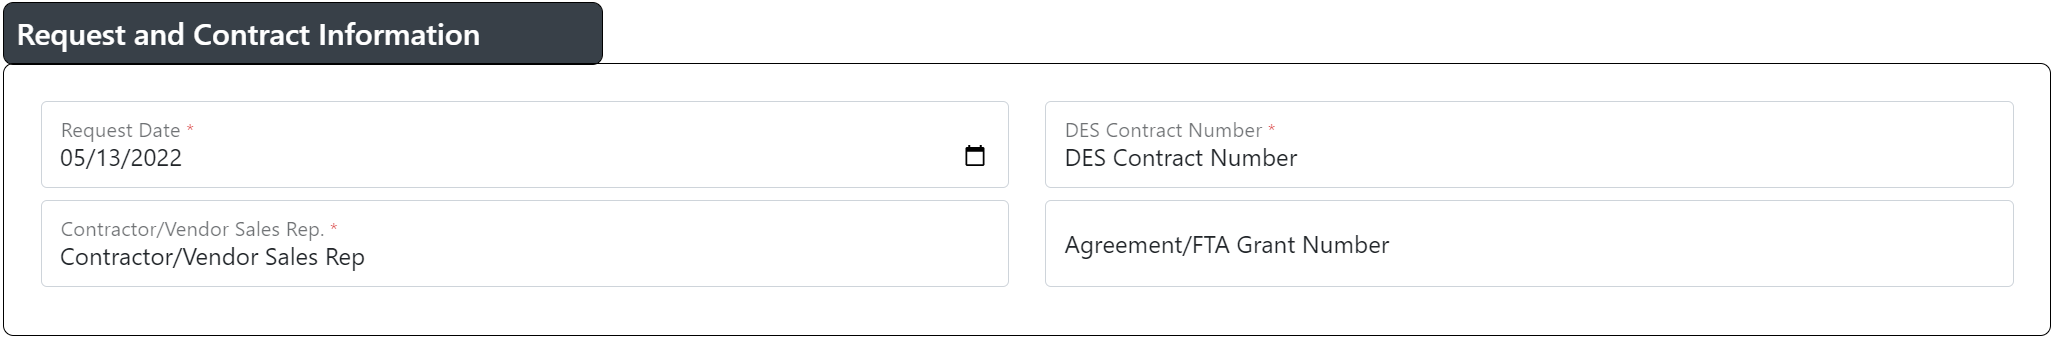 Request and Contract Information
Request Date *
05/13/2022
DES Contract Number *
DES Contract Number
Contractor/Vendor Sales Rep. *
Contractor/Vendor Sales Rep
Agreement/FTA Grant Number